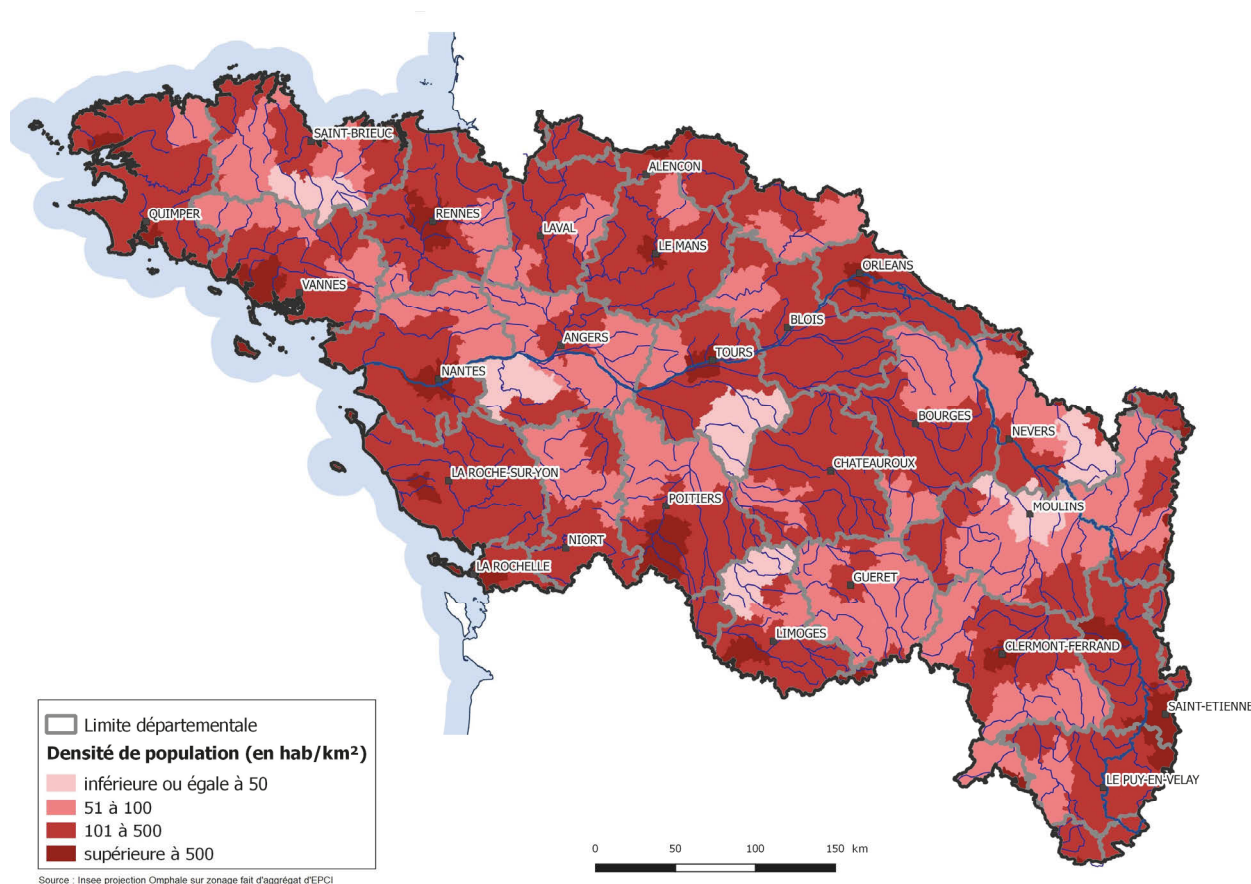 SAINT-BRIEUC
ALENCON
QUIMPER
RENNES
LAVAL
LE MANS
ORLEANS
VANNES
BLOIS
ANGERS
TOURS
NANTES
BOURGES
NEVERS
LA ROCHE-SUR-YON
CHATEAUROUX
POITIERS
MOULINS
NIORT
LA ROCHELLE
GUERET
LIMOGES
CLERMONT-FERRAND
SAINT-ETIENNE
LE PUY-EN-VELAY
Limite départementale
Densité de population (en hab/km²)
inférieure ou égale à 50
51 à 100
101 à 500
supérieure à 500
0 50 100 150 km
Source : Insee projection Omphale sur zonage fait d'aggrégat d'EPCI